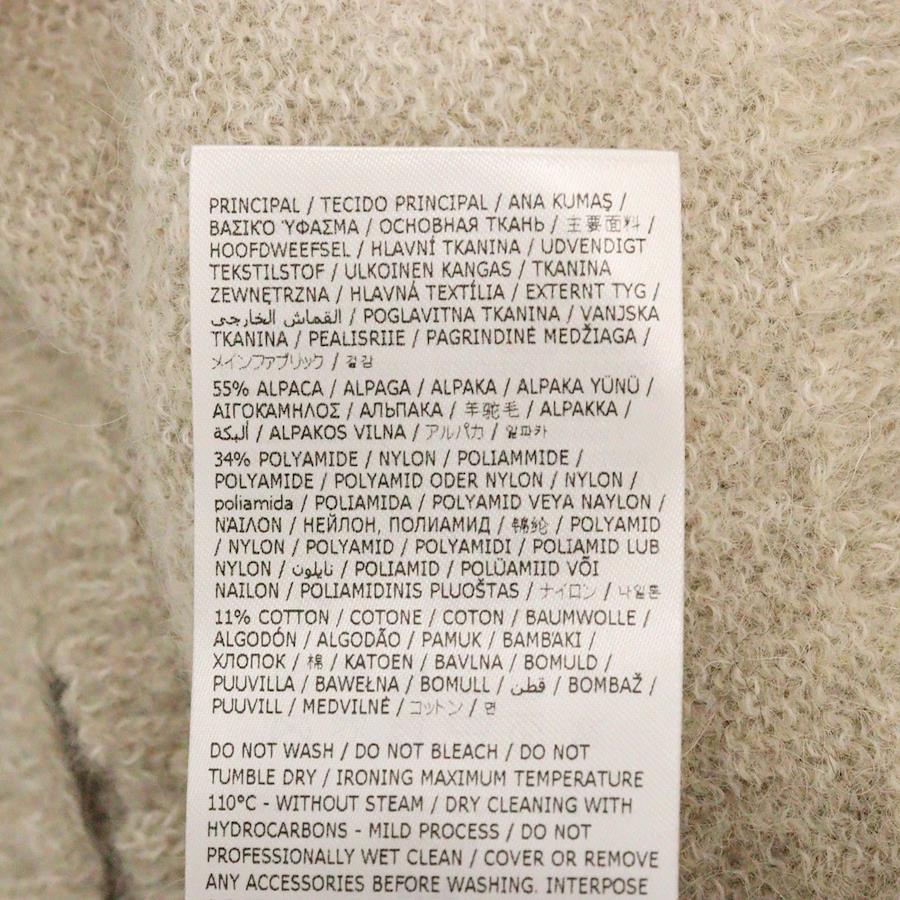 PRINCIPAL / TECIDO PRINCIPAL / ANA KUMAŞ /
ΒΑΣΙΚΌ ΎΦΑΣΜΑ / ОСНОВНАЯ ТКАНЬ / 主要面料 /
HOOFDWEEFSEL / HLAVNÍ TKANINA / UDVENDIGT
TEKSTILSTOF / ULKOINEN KANGAS / TKANINA
ZEWNĘTRZNA / HLAVNÁ TEXTÍLIA / EXTERNT TYG /
القماش الخارجي / POGLAVITNA TKANINA / VANJSKA
TKANINA / PEALISRIIE / PAGRINDINĖ MEDŽIAGA /
メインファブリック / 겉감
55% ALPACA / ALPAGA / ALPAKA / ALPAKA YÜNÜ /
ΑΙΓΟΚΑΜΗΛΟΣ / АЛЬПАКА / 羊驼毛 / ALPAKKA /
ألبكة / ALPAKOS VILNA / アルパカ / 알파카
34% POLYAMIDE / NYLON / POLIAMMIDE /
POLYAMIDE / POLYAMID ODER NYLON / NYLON /
poliamida / POLIAMIDA / POLYAMID VEYA NAYLON /
ΝΆΙΛΟΝ / НЕЙЛОН, ПОЛИАМИД / 锦纶 / POLYAMID
/ NYLON / POLYAMID / POLYAMIDI / POLIAMID LUB
NYLON / نايلون / POLIAMID / POLÜAMIID VÕI
NAILON / POLIAMIDINIS PLUOŠTAS / ナイロン / 나일론
11% COTTON / COTONE / COTON / BAUMWOLLE /
ALGODÓN / ALGODÃO / PAMUK / ΒΑΜΒΆΚΙ /
ХЛОПОК / 棉 / KATOEN / BAVLNA / BOMULD /
PUUVILLA / BAWEŁNA / BOMULL / قطن / BOMBAŽ /
PUUVILL / MEDVILNĖ / コットン / 면
DO NOT WASH / DO NOT BLEACH / DO NOT
TUMBLE DRY / IRONING MAXIMUM TEMPERATURE
110°C - WITHOUT STEAM / DRY CLEANING WITH
HYDROCARBONS - MILD PROCESS / DO NOT
PROFESSIONALLY WET CLEAN / COVER OR REMOVE
ANY ACCESSORIES BEFORE WASHING. INTERPOSE